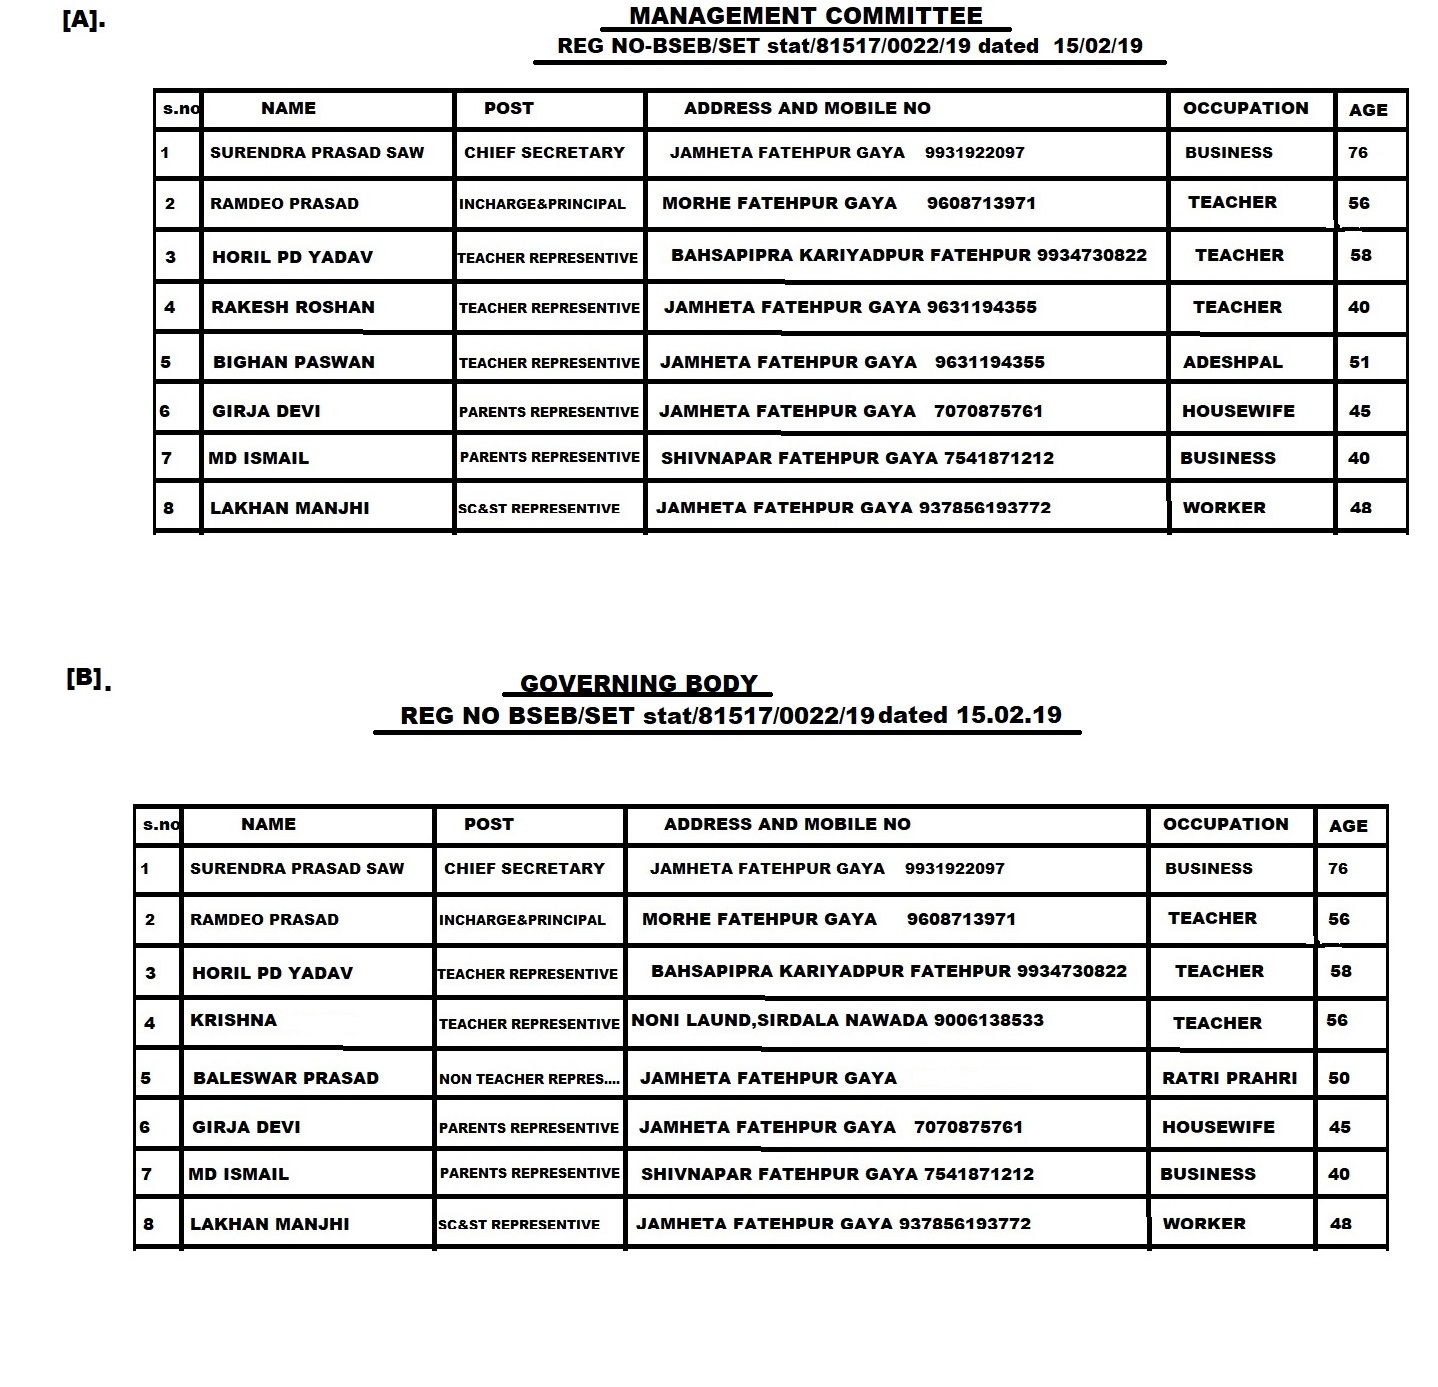 [A].
MANAGEMENT COMMITTEE
REG NO-BSEB/SET stat/81517/0022/19 dated 15/02/19
s.no NAME POST ADDRESS AND MOBILE NO OCCUPATION AGE
1 SURENDRA PRASAD SAW CHIEF SECRETARY JAMHETA FATEHPUR GAYA 9931922097 BUSINESS 76
2 RAMDEO PRASAD INCHARGE&PRINCIPAL MORHE FATEHPUR GAYA 9608713971 TEACHER 56
3 HORIL PD YADAV TEACHER REPRESENTIVE BAHSAPIPRA KARIYADPUR FATEHPUR 9934730822 TEACHER 58
4 RAKESH ROSHAN TEACHER REPRESENTIVE JAMHETA FATEHPUR GAYA 9631194355 TEACHER 40
5 BIGHAN PASWAN TEACHER REPRESENTIVE JAMHETA FATEHPUR GAYA 9631194355 ADESHPAL 51
6 GIRJA DEVI PARENTS REPRESENTIVE JAMHETA FATEHPUR GAYA 7070875761 HOUSEWIFE 45
7 MD ISMAIL PARENTS REPRESENTIVE SHIVNAPAR FATEHPUR GAYA 7541871212 BUSINESS 40
8 LAKHAN MANJHI SC&ST REPRESENTIVE JAMHETA FATEHPUR GAYA 937856193772 WORKER 48
[B].
GOVERNING BODY
REG NO BSEB/SET stat/81517/0022/19 dated 15.02.19
s.no NAME POST ADDRESS AND MOBILE NO OCCUPATION AGE
1 SURENDRA PRASAD SAW CHIEF SECRETARY JAMHETA FATEHPUR GAYA 9931922097 BUSINESS 76
2 RAMDEO PRASAD INCHARGE&PRINCIPAL MORHE FATEHPUR GAYA 9608713971 TEACHER 56
3 HORIL PD YADAV TEACHER REPRESENTIVE BAHSAPIPRA KARIYADPUR FATEHPUR 9934730822 TEACHER 58
4 KRISHNA TEACHER REPRESENTIVE NONI LAUND,SIRDALA NAWADA 9006138533 TEACHER 56
5 BALESWAR PRASAD NON TEACHER REPRES.... JAMHETA FATEHPUR GAYA RATRI PRAHRI 50
6 GIRJA DEVI PARENTS REPRESENTIVE JAMHETA FATEHPUR GAYA 7070875761 HOUSEWIFE 45
7 MD ISMAIL PARENTS REPRESENTIVE SHIVNAPAR FATEHPUR GAYA 7541871212 BUSINESS 40
8 LAKHAN MANJHI SC&ST REPRESENTIVE JAMHETA FATEHPUR GAYA 937856193772 WORKER 48